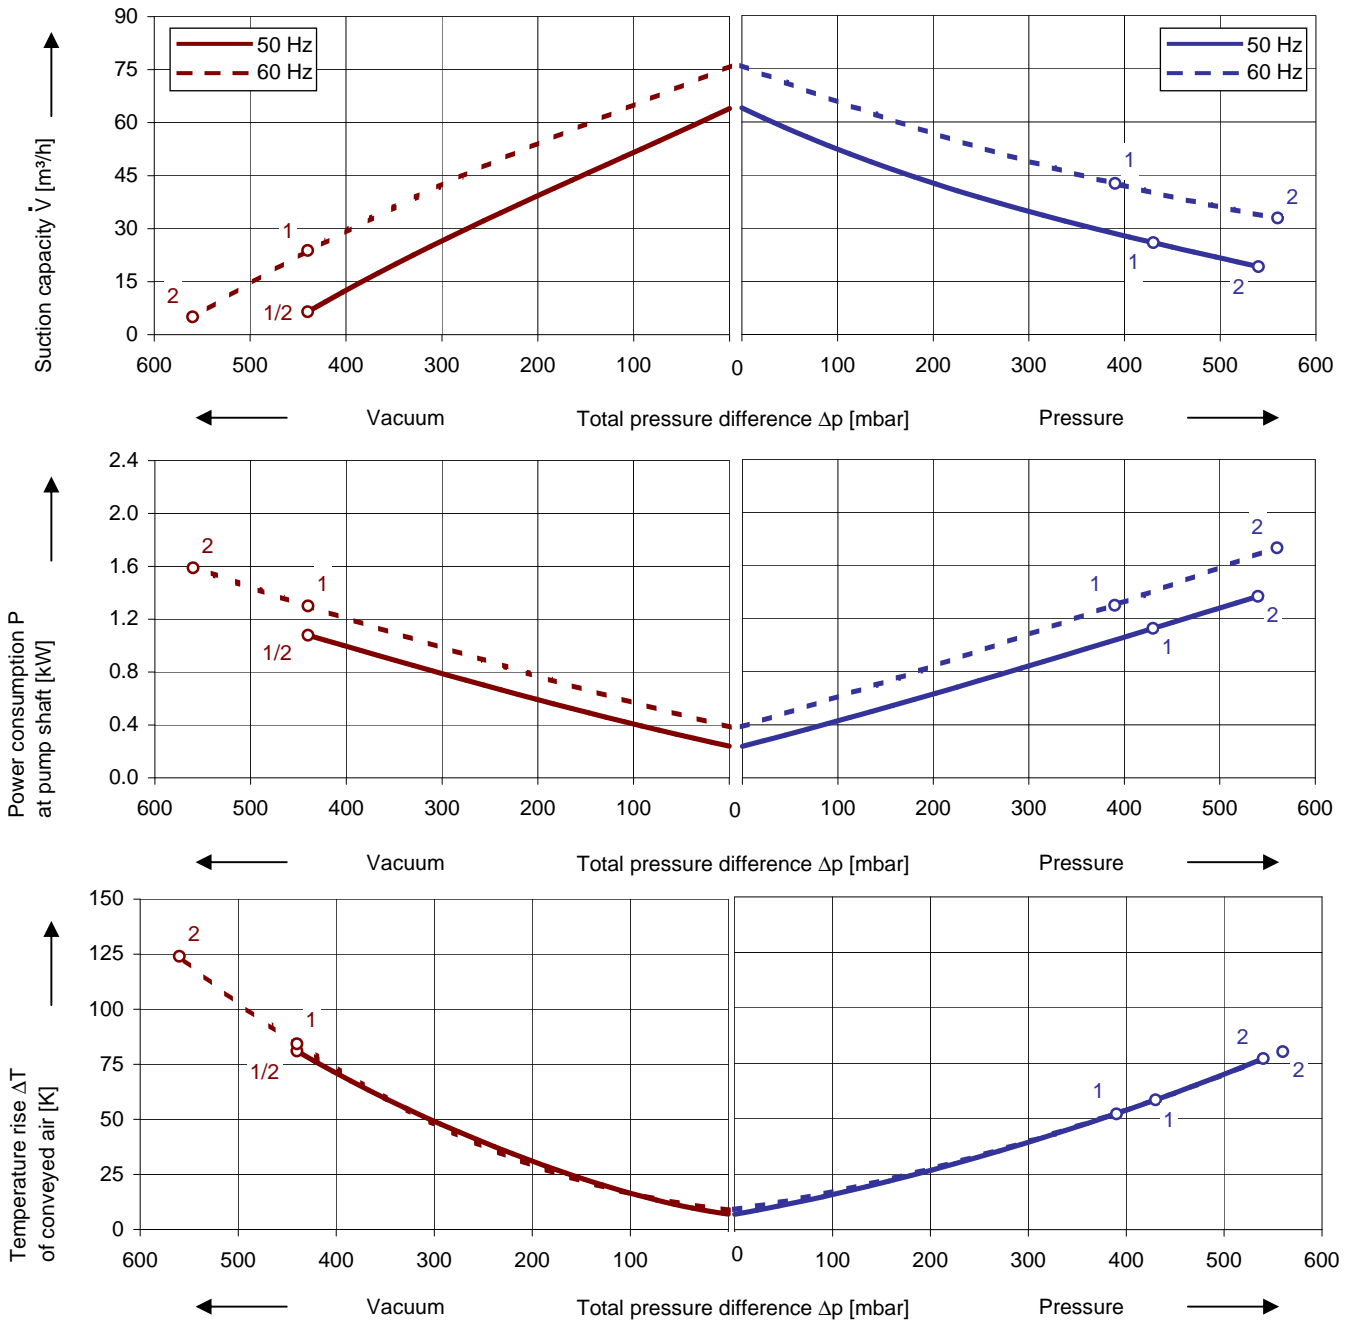 90
75
60
45
30
15
0
Suction capacity V̇ [m³/h]
50 Hz
60 Hz
50 Hz
60 Hz
1
2
1/2
1
2
1
2
600 500 400 300 200 100 0 100 200 300 400 500 600
Vacuum Total pressure difference Δp [mbar] Pressure
2.4
2.0
1.6
1.2
0.8
0.4
0.0
Power consumption P
at pump shaft [kW]
2
1
1/2
2
1
2
1
600 500 400 300 200 100 0 100 200 300 400 500 600
Vacuum Total pressure difference Δp [mbar] Pressure
150
125
100
75
50
25
0
Temperature rise ΔT
of conveyed air [K]
2
1
1/2
2
2
1
1
600 500 400 300 200 100 0 100 200 300 400 500 600
Vacuum Total pressure difference Δp [mbar] Pressure